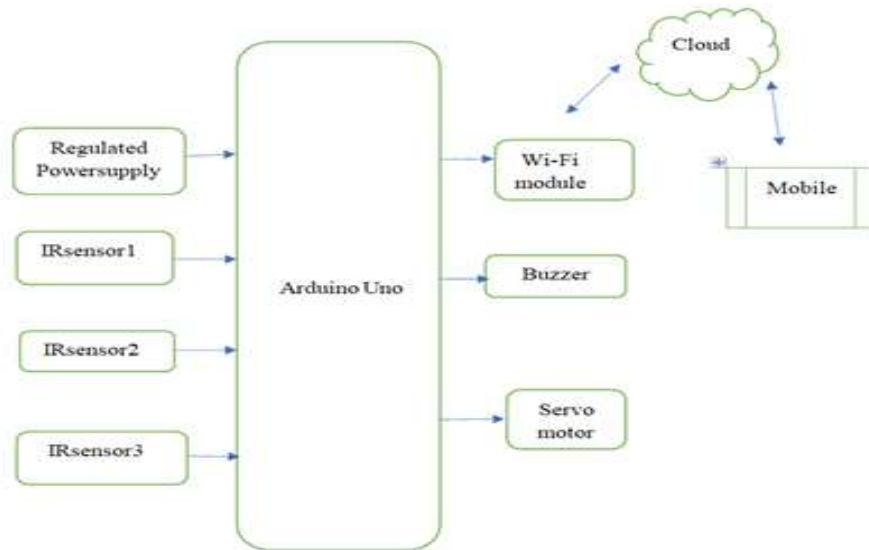 Cloud
Regulated
Powersupply
Wi-Fi
module
Mobile
IRsensor1
Arduino Uno
Buzzer
IRsensor2
Servo
motor
IRsensor3